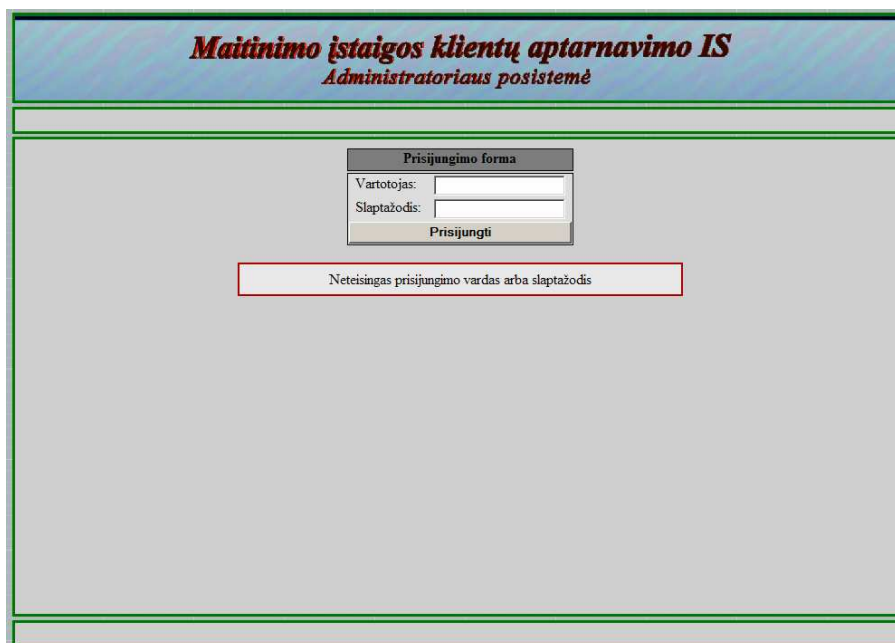 Maitinimo įstaigos klientų aptarnavimo IS
Administratoriaus posistemė
Prisijungimo forma
Vartotojas:
Slaptažodis:
Prisijungti
Neteisingas prisijungimo vardas arba slaptažodis